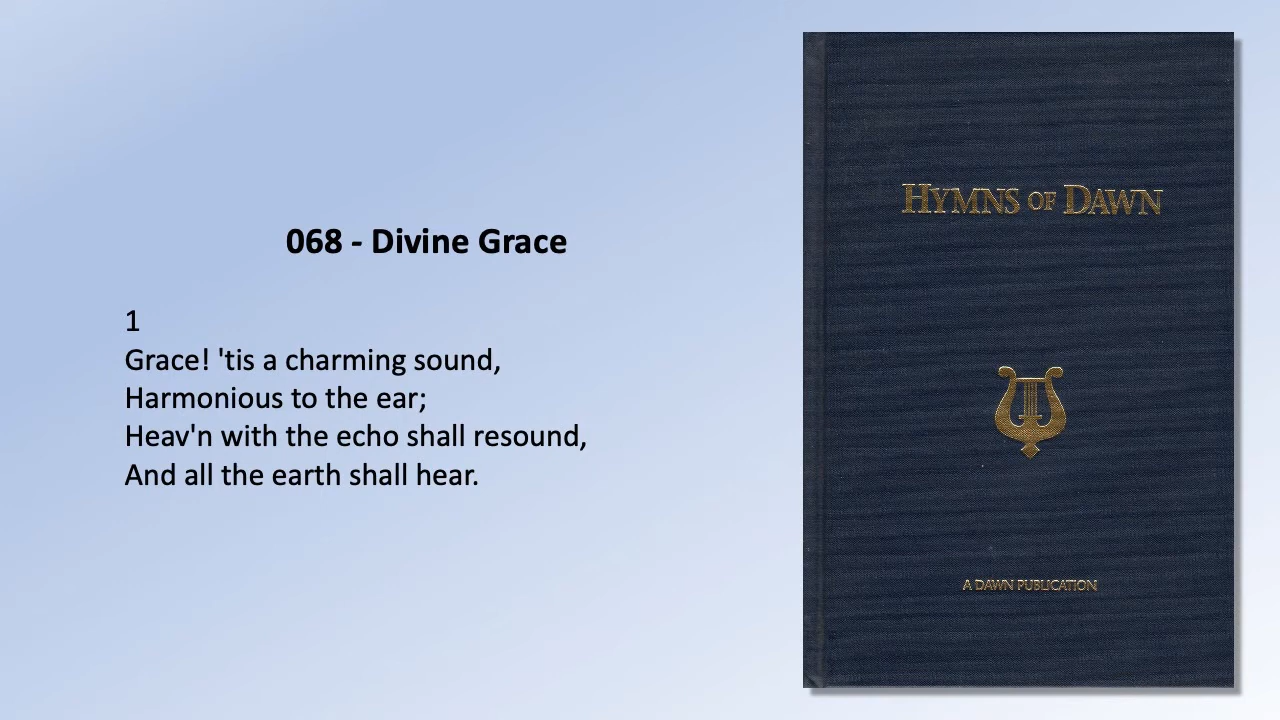 068 - Divine Grace
1
Grace! 'tis a charming sound,
Harmonious to the ear;
Heav'n with the echo shall resound,
And all the earth shall hear.
HYMNS OF DAWN
A DAWN PUBLICATION